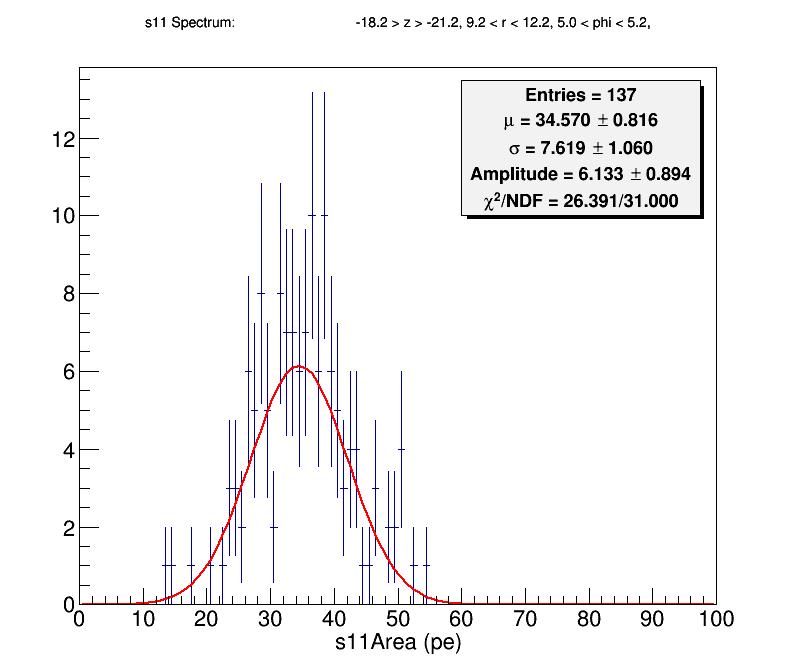 s11 Spectrum: -18.2 > z > -21.2, 9.2 < r < 12.2, 5.0 < phi < 5.2,
Entries = 137
μ = 34.570 ± 0.816
σ = 7.619 ± 1.060
Amplitude = 6.133 ± 0.894
χ²/NDF = 26.391/31.000
12
10
8
6
4
2
0
0 10 20 30 40 50 60 70 80 90 100
s11Area (pe)